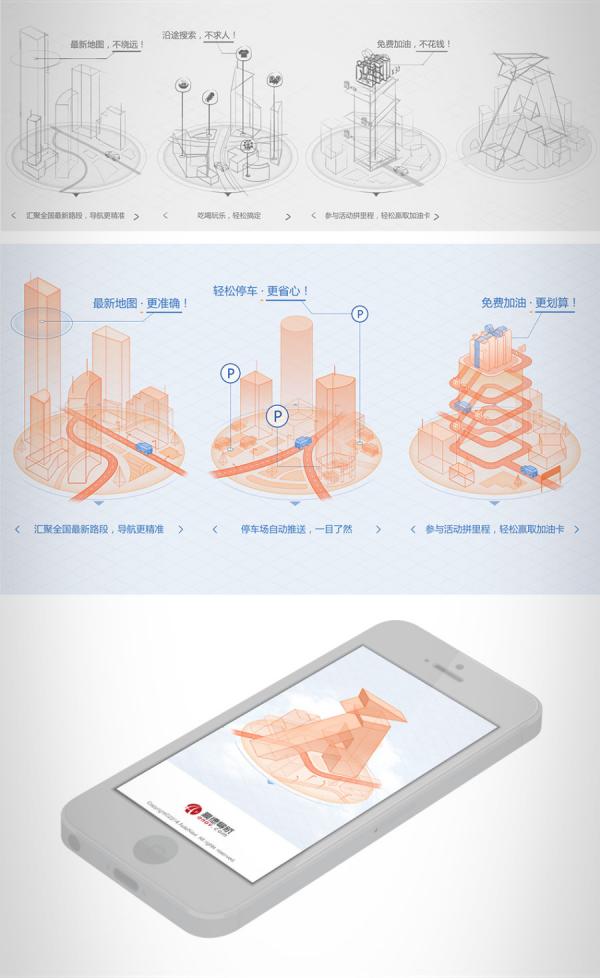 最新地图，不绕远！
沿途搜索，不求人！
免费加油，不花钱！
汇聚全国最新路段，导航更精准
吃喝玩乐，轻松搞定
参与活动拼里程，轻松赢取加油卡
最新地图·更准确！
轻松停车·更省心！
免费加油·更划算！
P
P
P
汇聚全国最新路段，导航更精准
停车场自动推送，一目了然
参与活动拼里程，轻松赢取加油卡
高德导航
All rights reserved.